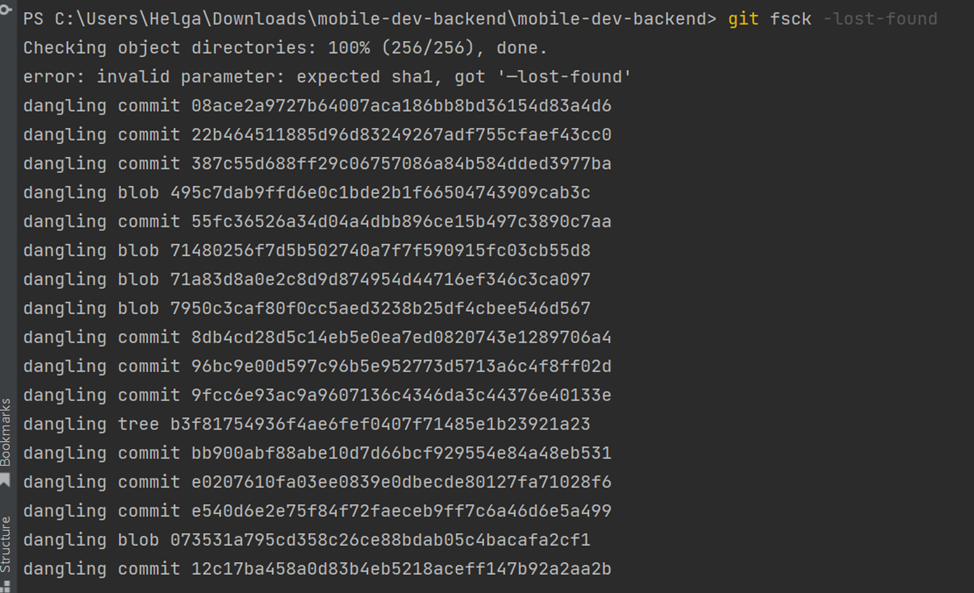 PS C:\Users\Helga\Downloads\mobile-dev-backend\mobile-dev-backend> git fsck -lost-found
Checking object directories: 100% (256/256), done.
error: invalid parameter: expected sha1, got '—lost-found'
dangling commit 08ace2a9727b64007aca186bb8bd36154d83a4d6
dangling commit 22b464511885d96d83249267adf755cfaef43cc0
dangling commit 387c55d688ff29c06757086a84b584dded3977ba
dangling blob 495c7dab9ffd6e0c1bde2b1f66504743909cab3c
dangling commit 55fc36526a34d04a4dbb896ce15b497c3890c7aa
dangling blob 71480256f7d5b502740a7f7f590915fc03cb55d8
dangling blob 71a83d8a0e2c8d9d874954d44716ef346c3ca097
dangling blob 7950c3caf80f0cc5aed3238b25df4cbee546d567
dangling commit 8db4cd28d5c14eb5e0ea7ed0820743e1289706a4
dangling commit 96bc9e00d597c96b5e952773d5713a6c4f8ff02d
dangling commit 9fcc6e93ac9a9607136c4346da3c44376e40133e
dangling tree b3f81754936f4ae6fef0407f71485e1b23921a23
dangling commit bb900abf88abe10d7d66bcf929554e84a48eb531
dangling commit e0207610fa03ee0839e0dbecde80127fa71028f6
dangling commit e540d6e2e75f84f72faeceb9ff7c6a46d6e5a499
dangling blob 073531a795cd358c26ce88bdab05c4bacafa2cf1
dangling commit 12c17ba458a0d83b4eb5218aceff147b92a2aa2b
Bookmarks
Structure